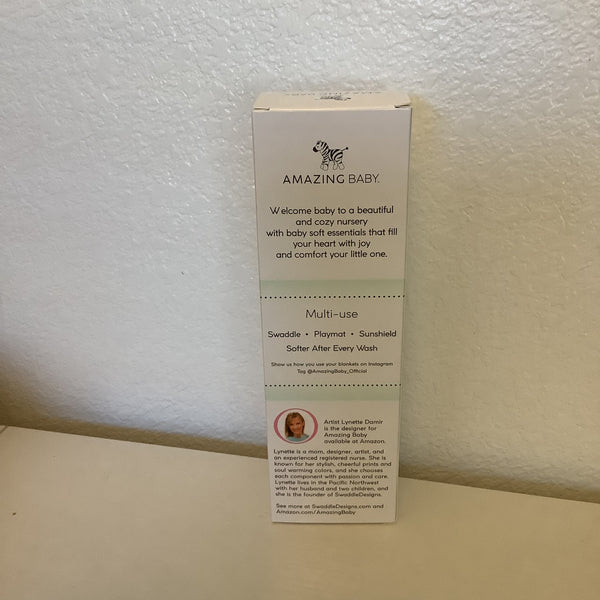 AMAZING BABY
AMAZING BABY.
Welcome baby to a beautiful
and cozy nursery
with baby soft essentials that fill
your heart with joy
and comfort your little one.
Multi-use
Swaddle • Playmat • Sunshield
Softer After Every Wash
Show us how you use your blankets on Instagram
Tag @AmazingBaby_Official
Artist Lynette Damir
is the designer for
Amazing Baby
available at Amazon.
Lynette is a mom, designer, artist, and
an experienced registered nurse. She is
known for her stylish, cheerful prints and
soul warming colors, and she chooses
each component with passion and care.
Lynette lives in the Pacific Northwest
with her husband and two children, and
she is the founder of SwaddleDesigns.
See more at SwaddleDesigns.com and
Amazon.com/AmazingBaby